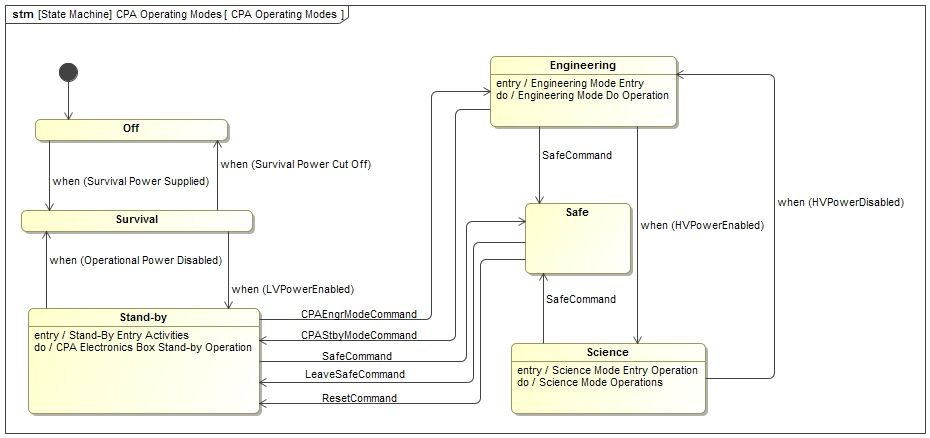 stm [State Machine] CPA Operating Modes [ CPA Operating Modes ]
Off
when (Survival Power Supplied)
when (Survival Power Cut Off)
Survival
when (Operational Power Disabled)
when (LVPowerEnabled)
Stand-by
entry / Stand-By Entry Activities
do / CPA Electronics Box Stand-by Operation
CPAEngrModeCommand
CPAStbyModeCommand
SafeCommand
LeaveSafeCommand
ResetCommand
Engineering
entry / Engineering Mode Entry
do / Engineering Mode Do Operation
SafeCommand
Safe
when (HVPowerEnabled)
when (HVPowerDisabled)
SafeCommand
Science
entry / Science Mode Entry Operation
do / Science Mode Operations